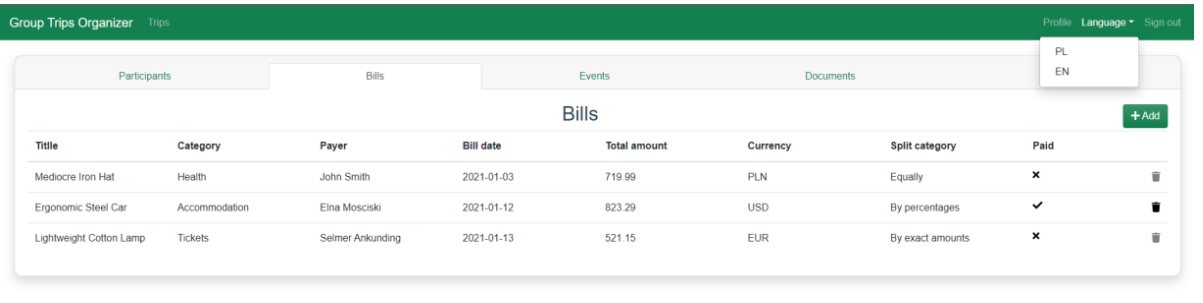 Group Trips Organizer Trips Profile Language Sign out
PL
EN
Participants Bills Events Documents
Bills
+ Add
Titlle Category Payer Bill date Total amount Currency Split category Paid
Mediocre Iron Hat Health John Smith 2021-01-03 719.99 PLN Equally
Ergonomic Steel Car Accommodation Elna Mosciski 2021-01-12 823.29 USD By percentages
Lightweight Cotton Lamp Tickets Selmer Ankunding 2021-01-13 521.15 EUR By exact amounts